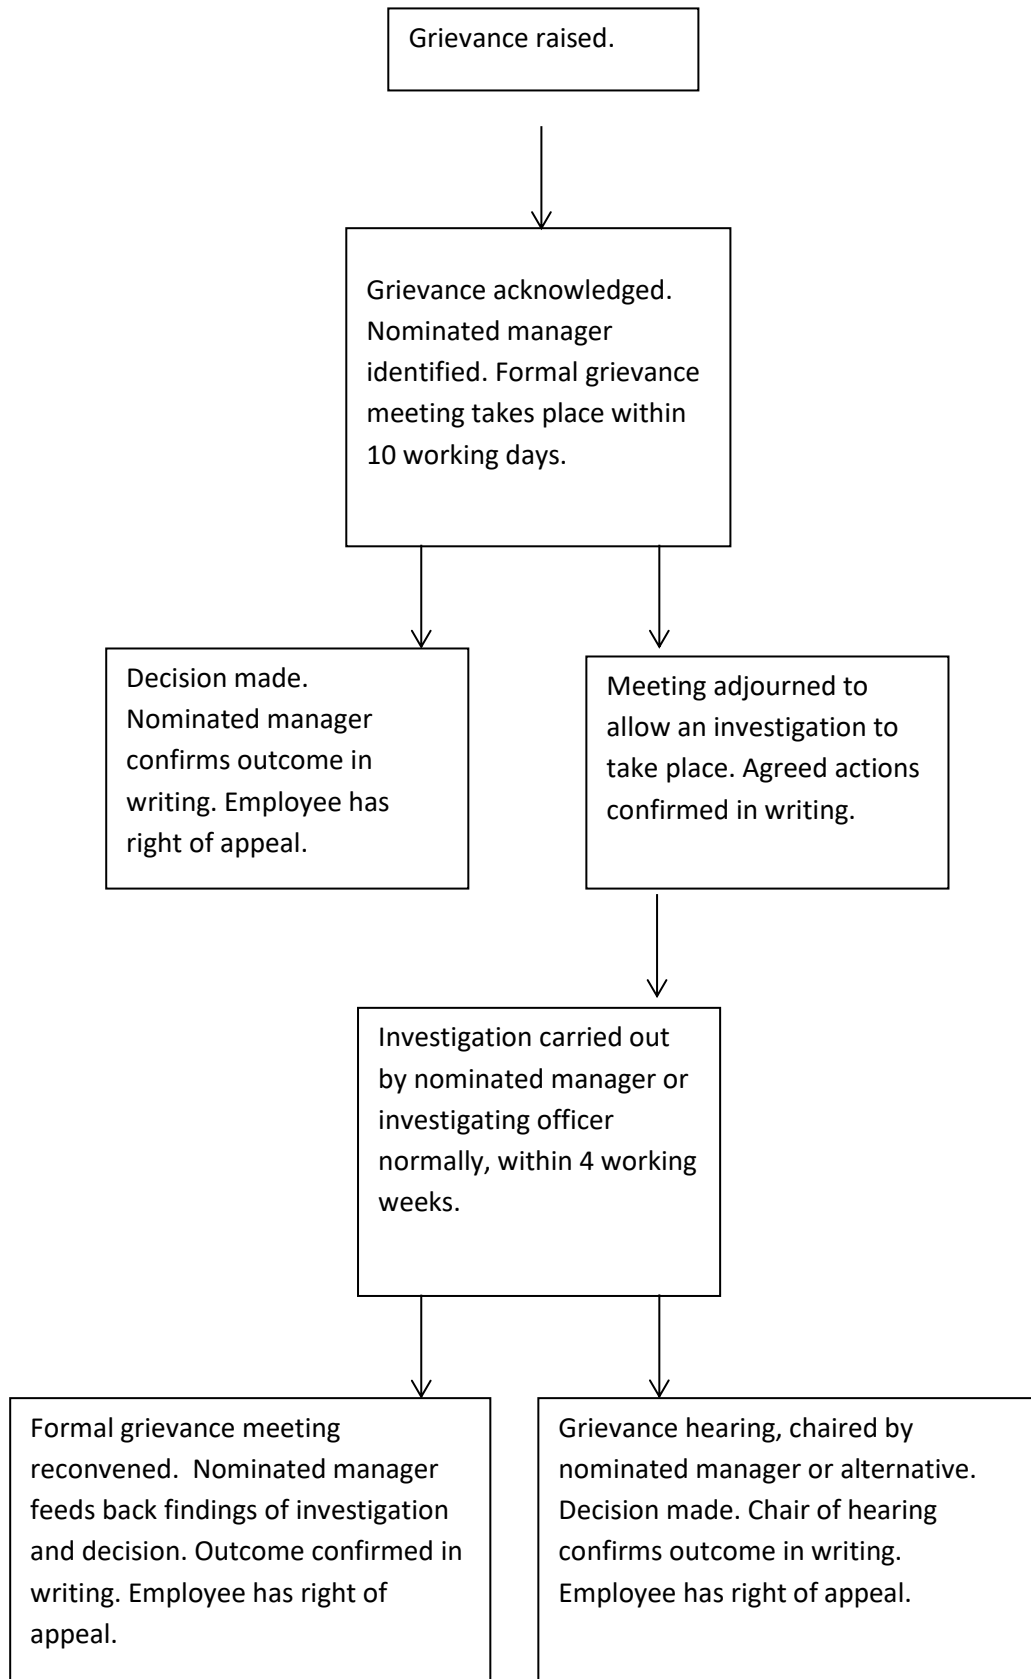 Grievance raised.
Grievance acknowledged.
Nominated manager
identified. Formal grievance
meeting takes place within
10 working days.
Decision made.
Nominated manager
confirms outcome in
writing. Employee has
right of appeal.
Meeting adjourned to
allow an investigation to
take place. Agreed actions
confirmed in writing.
Investigation carried out
by nominated manager or
investigating officer
normally, within 4 working
weeks.
Formal grievance meeting
reconvened.  Nominated manager
feeds back findings of investigation
and decision. Outcome confirmed in
writing. Employee has right of
appeal.
Grievance hearing, chaired by
nominated manager or alternative.
Decision made. Chair of hearing
confirms outcome in writing.
Employee has right of appeal.